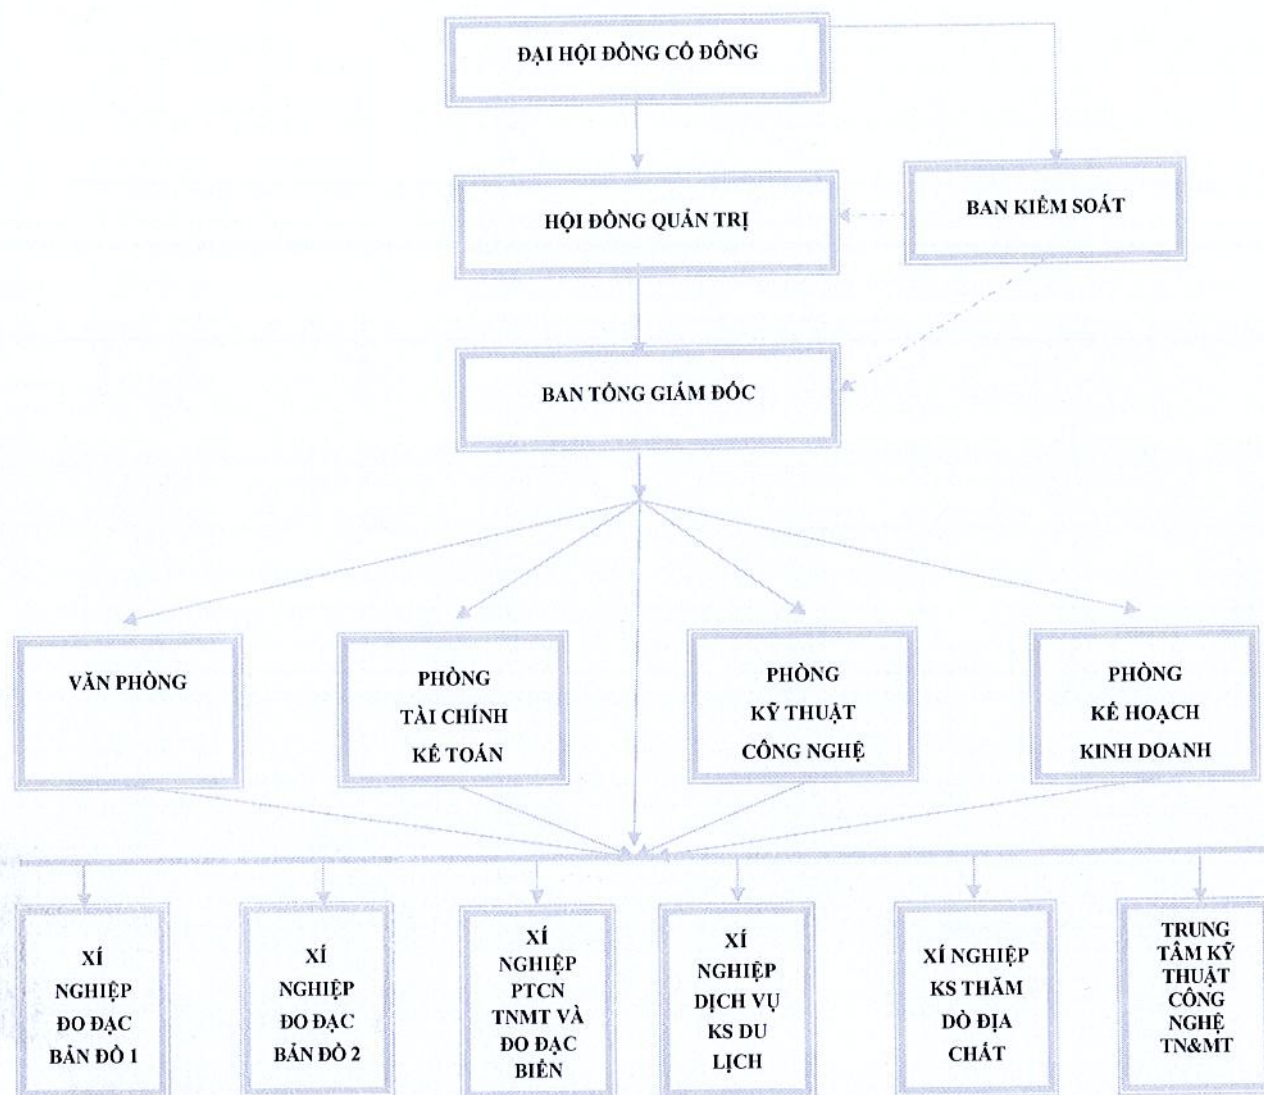 ĐẠI HỘI ĐỒNG CỔ ĐÔNG
HỘI ĐỒNG QUẢN TRỊ
BAN KIỂM SOÁT
BAN TỔNG GIÁM ĐỐC
VĂN PHÒNG
PHÒNG
TÀI CHÍNH
KẾ TOÁN
PHÒNG
KỸ THUẬT
CÔNG NGHỆ
PHÒNG
KẾ HOẠCH
KINH DOANH
XÍ
NGHIỆP
ĐO ĐẠC
BẢN ĐỒ 1
XÍ
NGHIỆP
ĐO ĐẠC
BẢN ĐỒ 2
XÍ
NGHIỆP
PTCN
TNMT VÀ
ĐO ĐẠC
BIỂN
XÍ
NGHIỆP
DỊCH VỤ
KS DU
LỊCH
XÍ NGHIỆP
KS THĂM
DÒ ĐỊA
CHẤT
TRUNG
TÂM KỸ
THUẬT
CÔNG
NGHỆ
TN&MT